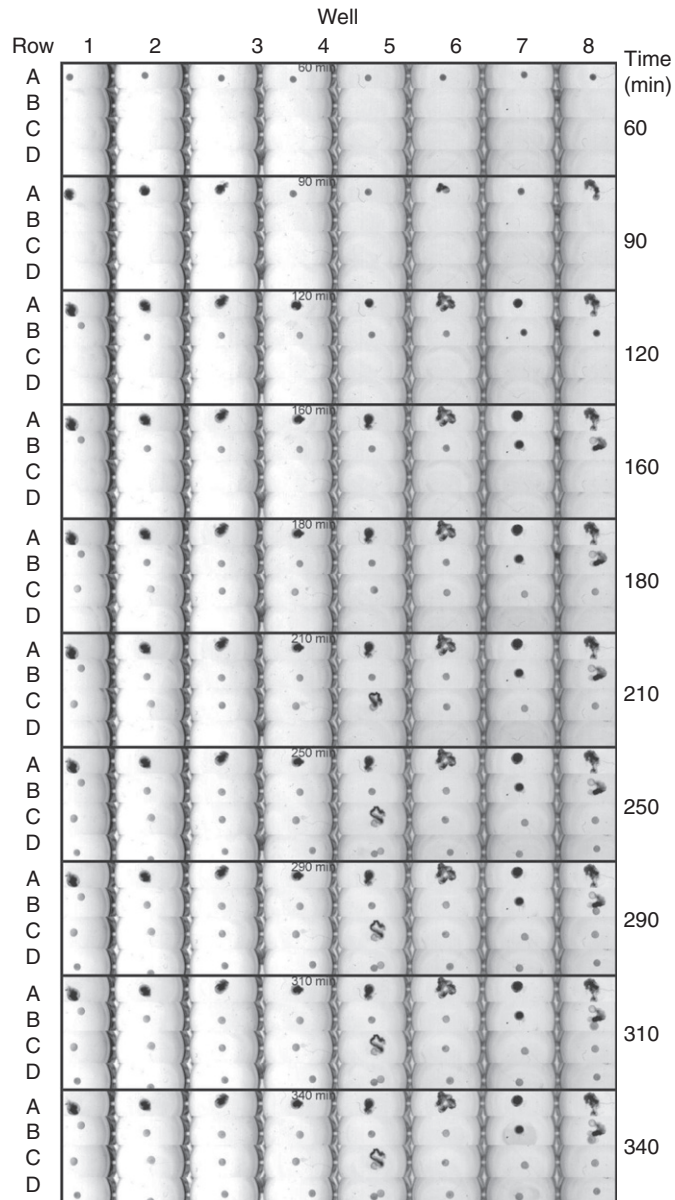 Well
Row 1 2 3 4 5 6 7 8 Time
(min)
A 60 min
B
C 60
D
A 90 min
B
C 90
D
A 120 min
B
C 120
D
A 160 min
B
C 160
D
A 180 min
B
C 180
D
A 210 min
B
C 210
D
A 250 min
B
C 250
D
A 290 min
B
C 290
D
A 310 min
B
C 310
D
A 340 min
B
C 340
D